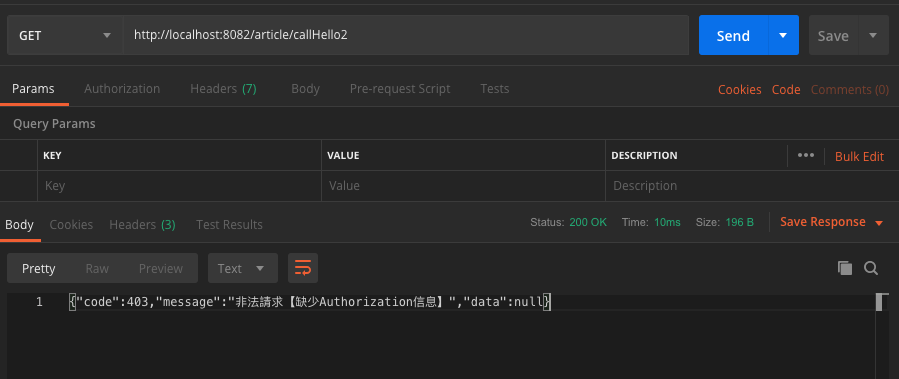 GET http://localhost:8082/article/callHello2 Send Save
Params Authorization Headers (7) Body Pre-request Script Tests Cookies Code Comments (0)
Query Params
KEY VALUE DESCRIPTION Bulk Edit
Key Value Description
Body Cookies Headers (3) Test Results Status: 200 OK Time: 10ms Size: 196 B Save Response
Pretty Raw Preview Text
1 {"code":403,"message":"非法請求【缺少Authorization信息】","data":null}